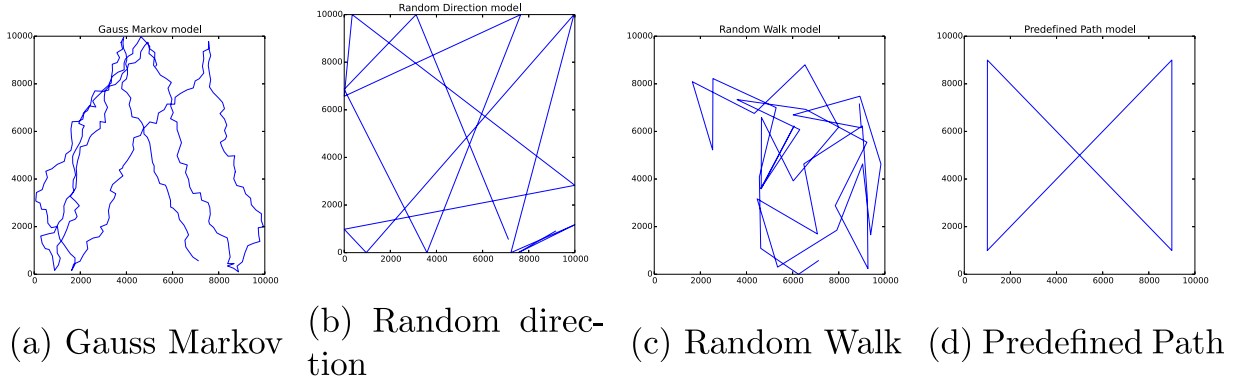 Gauss Markov model
10000
8000
6000
4000
2000
0
0 2000 4000 6000 8000 10000
(a) Gauss Markov
Random Direction model
10000
8000
6000
4000
2000
0
0 2000 4000 6000 8000 10000
(b) Random direc-
tion
Random Walk model
10000
8000
6000
4000
2000
0
0 2000 4000 6000 8000 10000
(c) Random Walk
Predefined Path model
10000
8000
6000
4000
2000
0
0 2000 4000 6000 8000 10000
(d) Predefined Path